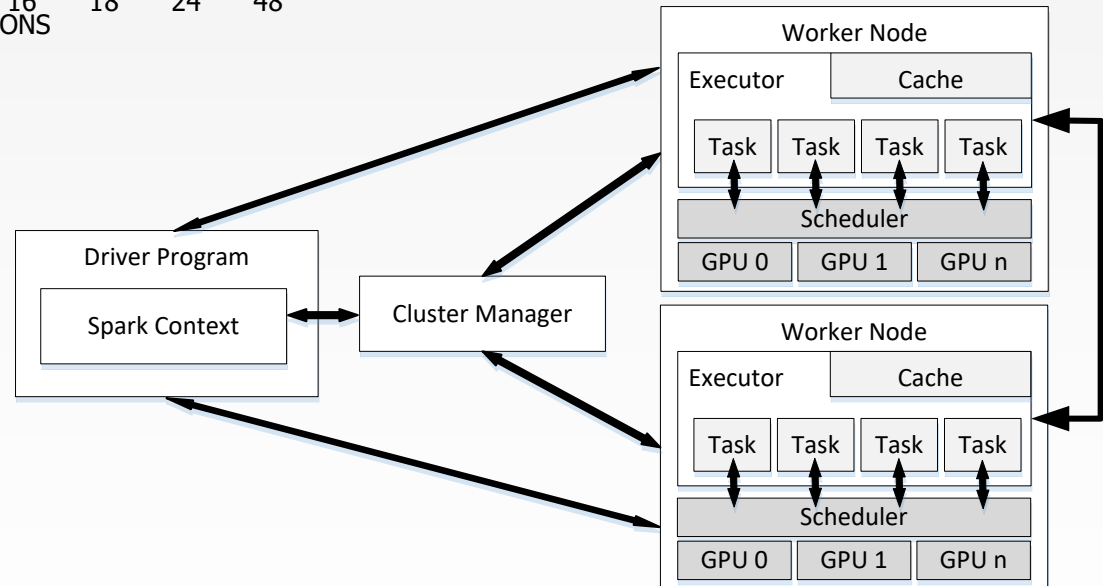 16 18 24 48
ONS
Worker Node
Executor Cache
Task Task Task Task
Scheduler
GPU 0 GPU 1 GPU n
Driver Program
Spark Context
Cluster Manager
Worker Node
Executor Cache
Task Task Task Task
Scheduler
GPU 0 GPU 1 GPU n